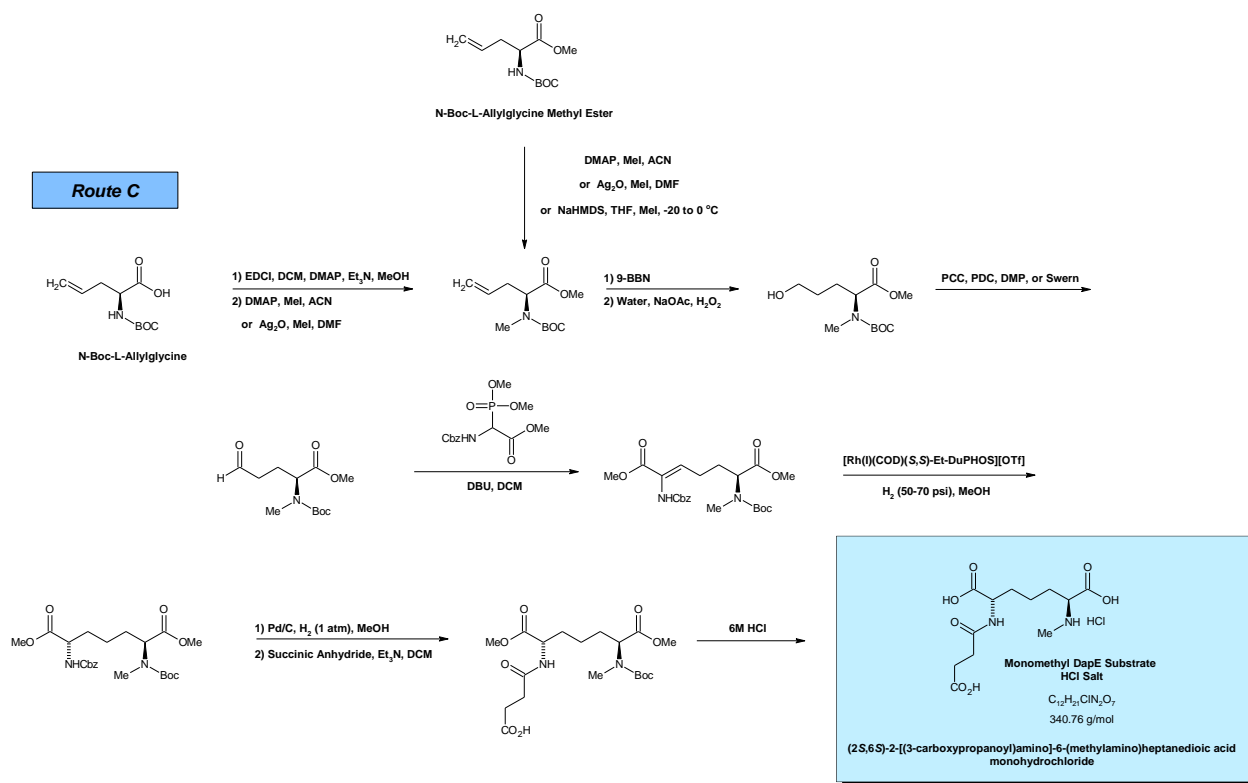 H2C
O
OMe
HN
BOC
N-Boc-L-Allylglycine Methyl Ester
DMAP, MeI, ACN
or Ag2O, MeI, DMF
or NaHMDS, THF, MeI, -20 to 0 °C
Route C
H2C
O
OH
HN
BOC
N-Boc-L-Allylglycine
1) EDCI, DCM, DMAP, Et3N, MeOH
2) DMAP, MeI, ACN
or Ag2O, MeI, DMF
H2C
O
OMe
N
Me
BOC
1) 9-BBN
2) Water, NaOAc, H2O2
HO
O
OMe
N
Me
BOC
PCC, PDC, DMP, or Swern
O
H
O
OMe
N
Me
Boc
OMe
O
P
OMe
CbzHN
OMe
O
DBU, DCM
O
MeO
NHCbz
O
OMe
N
Me
Boc
[Rh(I)(COD)(S,S)-Et-DuPHOS][OTf]
H2 (50-70 psi), MeOH
O
MeO
NHCbz
O
OMe
N
Me
Boc
1) Pd/C, H2 (1 atm), MeOH
2) Succinic Anhydride, Et3N, DCM
O
MeO
HN
O
CO2H
O
OMe
N
Me
Boc
6M HCl
O
HO
HN
O
CO2H
O
OH
NH
HCl
Me
Monomethyl DapE Substrate
HCl Salt
C12H21ClN2O7
340.76 g/mol
(2S,6S)-2-[(3-carboxypropanoyl)amino]-6-(methylamino)heptanedioic acid
monohydrochloride